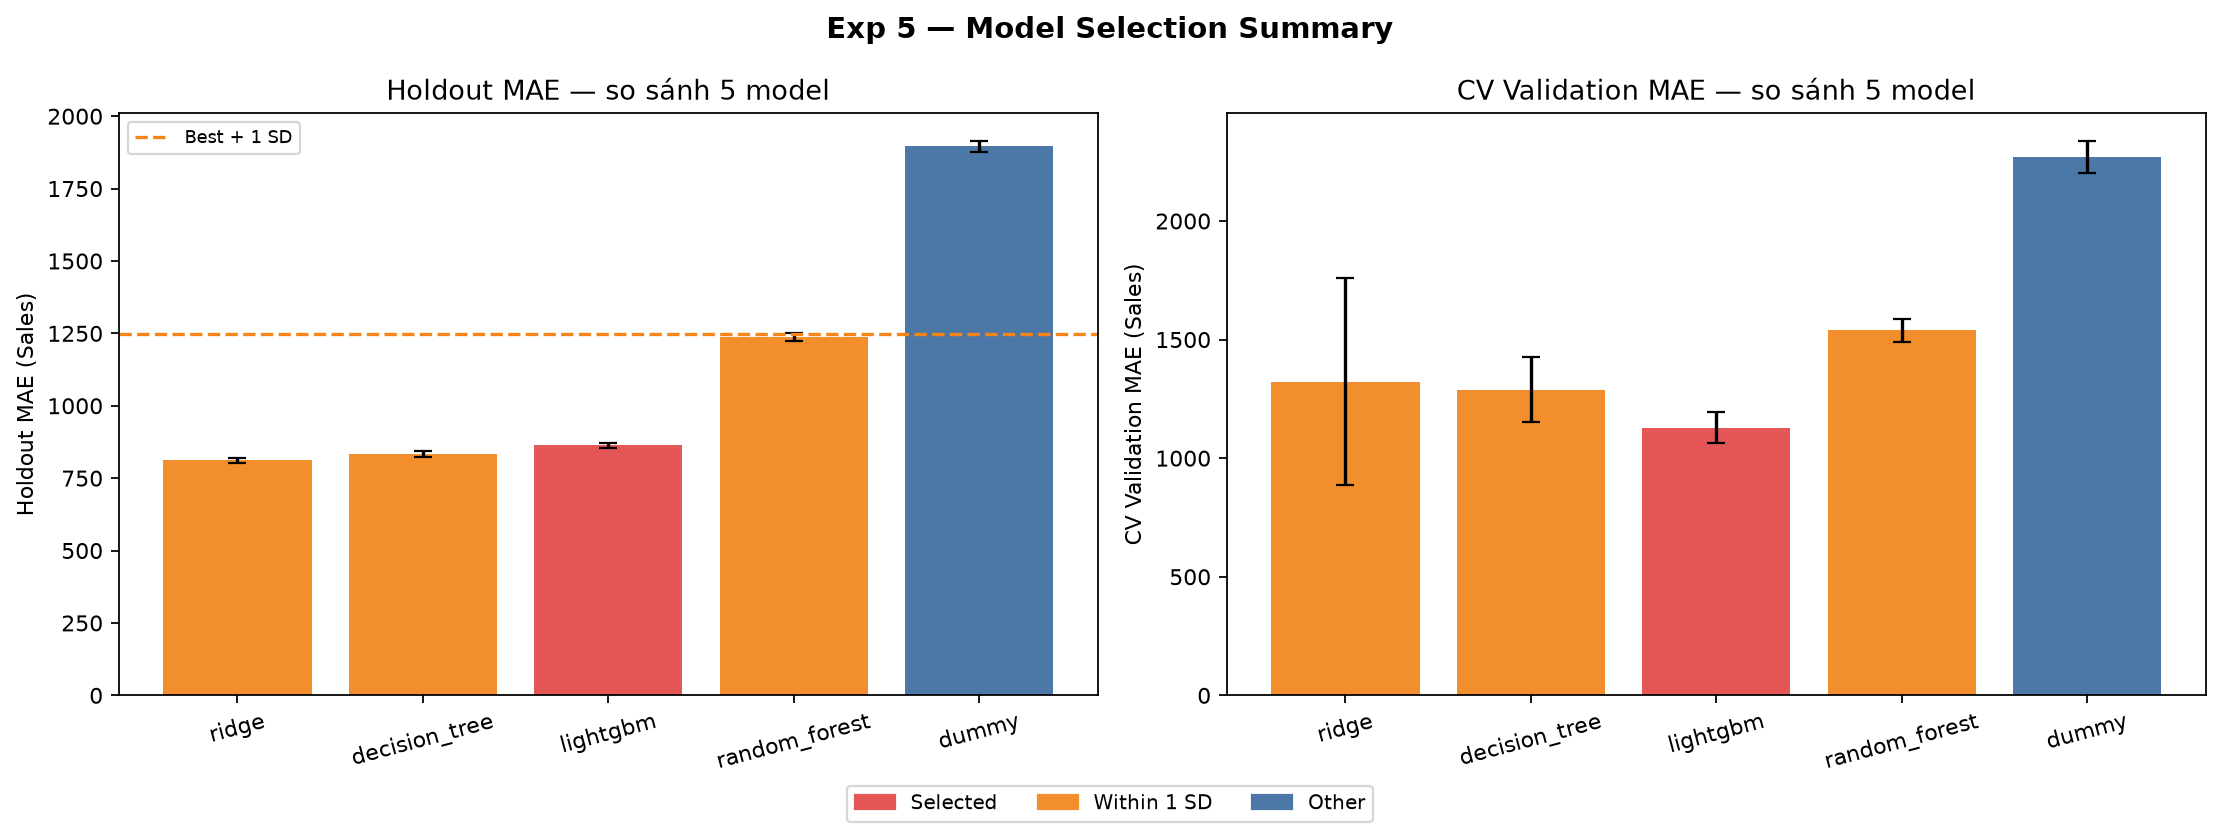 Exp 5 — Model Selection Summary
Holdout MAE — so sánh 5 model
Holdout MAE (Sales)
2000
1750
1500
1250
1000
750
500
250
0
Best + 1 SD
ridge
decision_tree
lightgbm
random_forest
dummy
CV Validation MAE — so sánh 5 model
CV Validation MAE (Sales)
2000
1500
1000
500
0
ridge
decision_tree
lightgbm
random_forest
dummy
Selected
Within 1 SD
Other